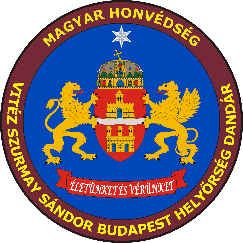 MAGYAR HONVÉDSÉG
VITÉZ SZURMAY SÁNDOR BUDAPEST HELYŐRSÉG DANDÁR
ÉLETÜNKET ÉS VÉRÜNKET